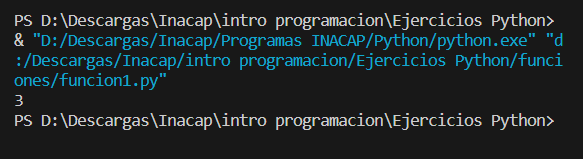 PS D:\Descargas\Inacap\intro programacion\Ejercicios Python>
& "D:/Descargas/Inacap/Programas INACAP/Python/python.exe" "d
:/Descargas/Inacap/intro programacion/Ejercicios Python/funci
ones/funcion1.py"
3
PS D:\Descargas\Inacap\intro programacion\Ejercicios Python>